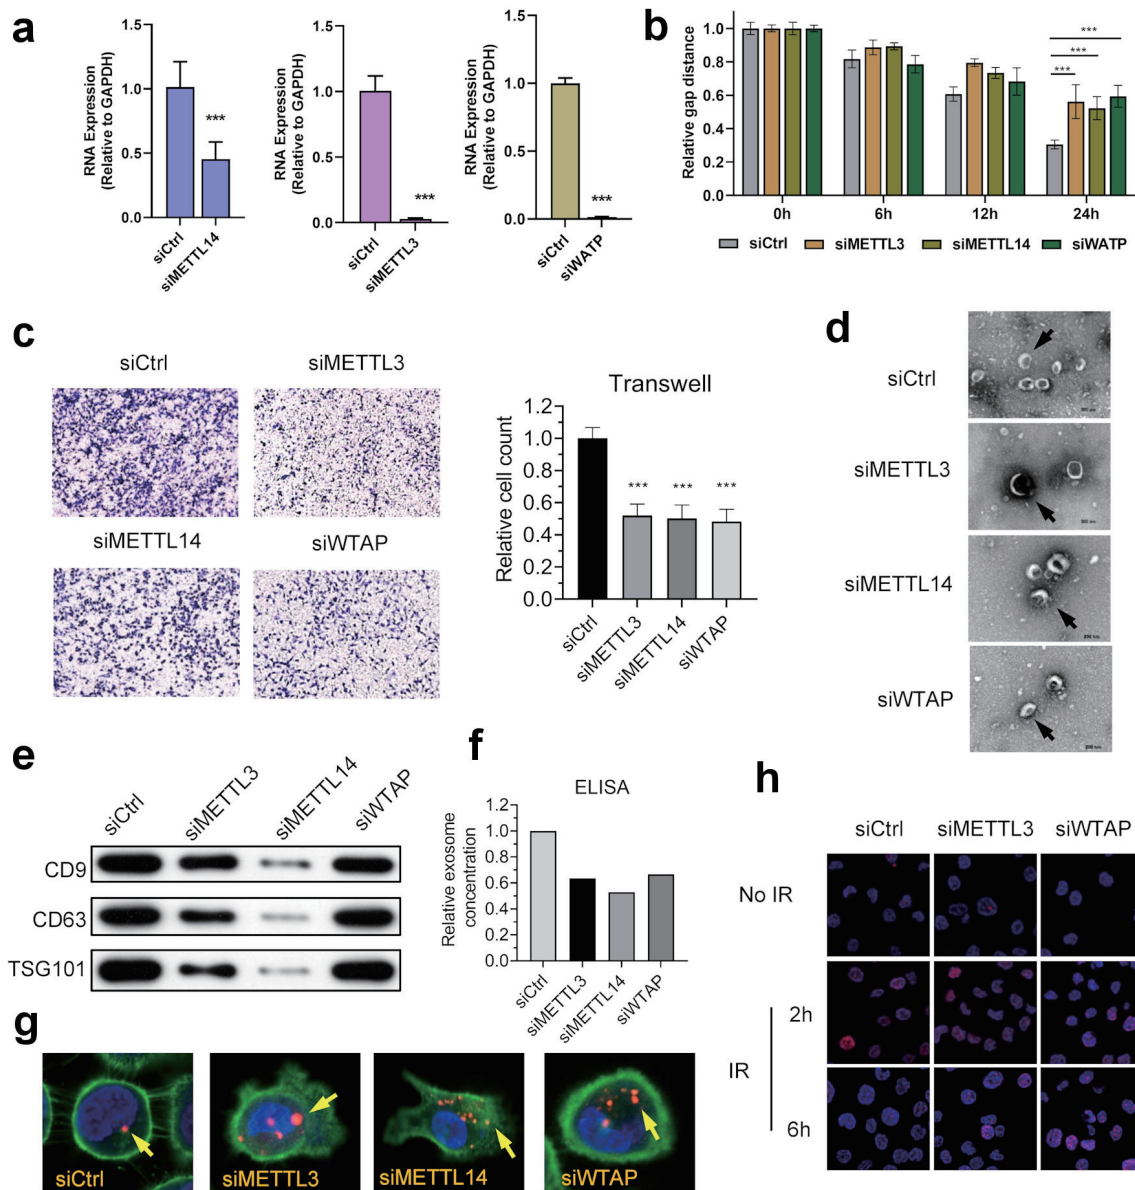 a
RNA Expression
(Relative to GAPDH)
1.5
1.0
0.5
0.0
***
siCtrl
siMETTL14
RNA Expression
(Relative to GAPDH)
1.5
1.0
0.5
0.0
***
siCtrl
siMETTL3
RNA Expression
(Relative to GAPDH)
1.5
1.0
0.5
0.0
***
siCtrl
siWATP
b
Relative gap distance
1.0
0.8
0.6
0.4
0.2
0.0
***
***
***
0h
6h
12h
24h
siCtrl
siMETTL3
siMETTL14
siWATP
c
siCtrl
siMETTL3
siMETTL14
siWTAP
Transwell
Relative cell count
1.2
1.0
0.8
0.6
0.4
0.2
0.0
***
***
***
siCtrl
siMETTL3
siMETTL14
siWTAP
d
siCtrl
siMETTL3
siMETTL14
siWTAP
e
siCtrl
siMETTL3
siMETTL14
siWTAP
CD9
CD63
TSG101
f
ELISA
Relative exosome
concentration
1.2
1.0
0.8
0.6
0.4
0.2
0.0
siCtrl
siMETTL3
siMETTL14
siWTAP
g
siCtrl
siMETTL3
siMETTL14
siWTAP
h
siCtrl
siMETTL3
siWTAP
No IR
IR
2h
6h